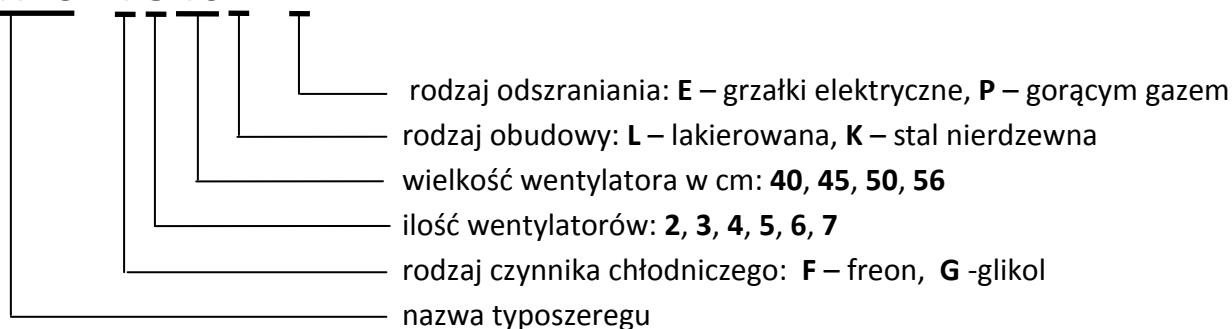 rodzaj odszraniania: E – grzałki elektryczne, P – gorącym gazem
rodzaj obudowy: L – lakierowana, K – stal nierdzewna
wielkość wentylatora w cm: 40, 45, 50, 56
ilość wentylatorów: 2, 3, 4, 5, 6, 7
rodzaj czynnika chłodniczego: F – freon, G -glikol
nazwa typoszeregu